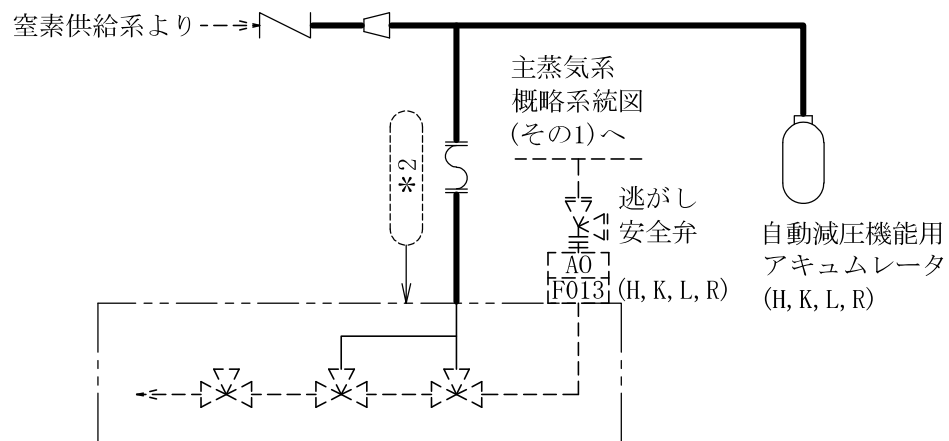 窒素供給系より
主蒸気系
概略系統図
(その1)へ
*2
逃がし
安全弁
AO
F013
(H,K,L,R)
自動減圧機能用
アキュムレータ
(H,K,L,R)